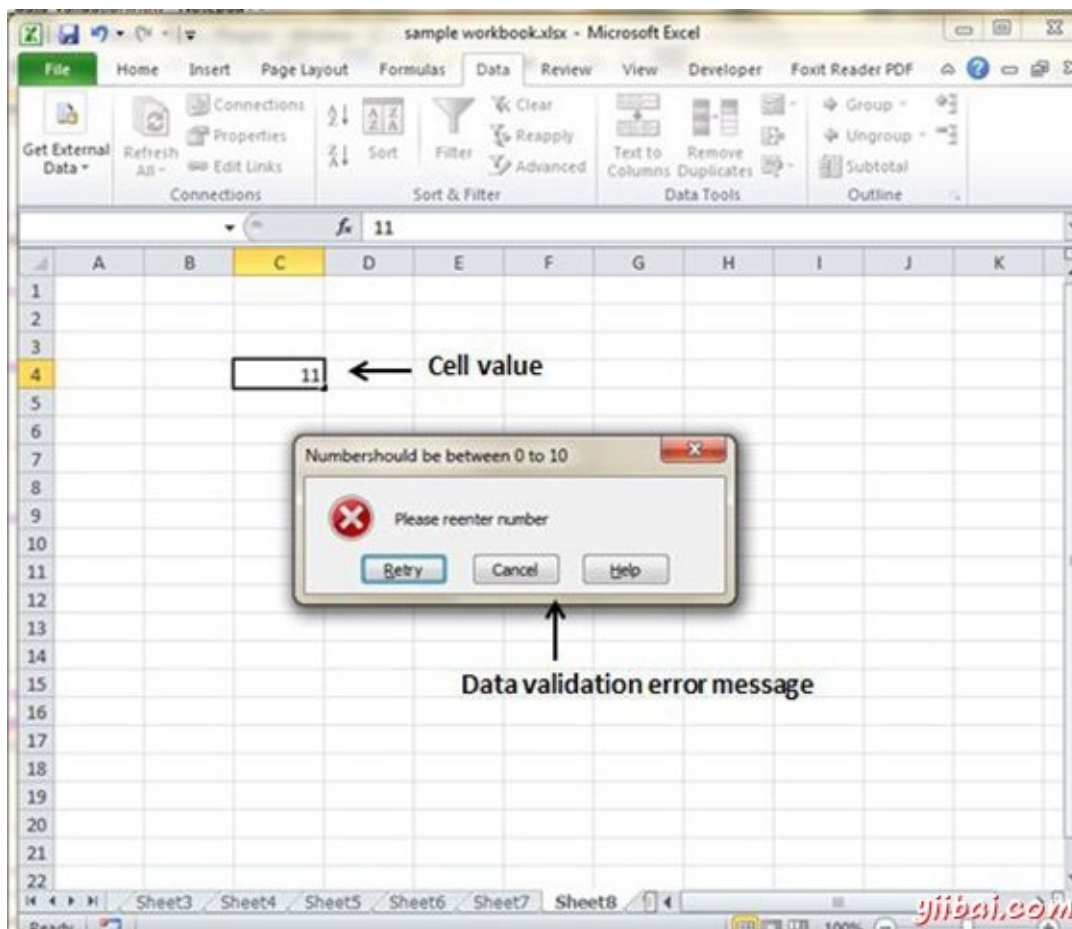 sample workbook.xlsx - Microsoft Excel
File Home Insert Page Layout Formulas Data Review View Developer Foxit Reader PDF
Get External Data
Refresh All
Connections
Properties
Edit Links
Connections
Sort
Filter
Clear
Reapply
Advanced
Sort & Filter
Text to Columns
Remove Duplicates
Data Tools
Group
Ungroup
Subtotal
Outline
fx 11
A B C D E F G H I J K
1
2
3
4 11 Cell value
5
6
7
8
9
10
11
12
13
14
15
16
17
18
19
20
21
22
Numbershould be between 0 to 10
Please reenter number
Retry Cancel Help
Data validation error message
Sheet3 Sheet4 Sheet5 Sheet6 Sheet7 Sheet8
Ready 100%
yiibai.com